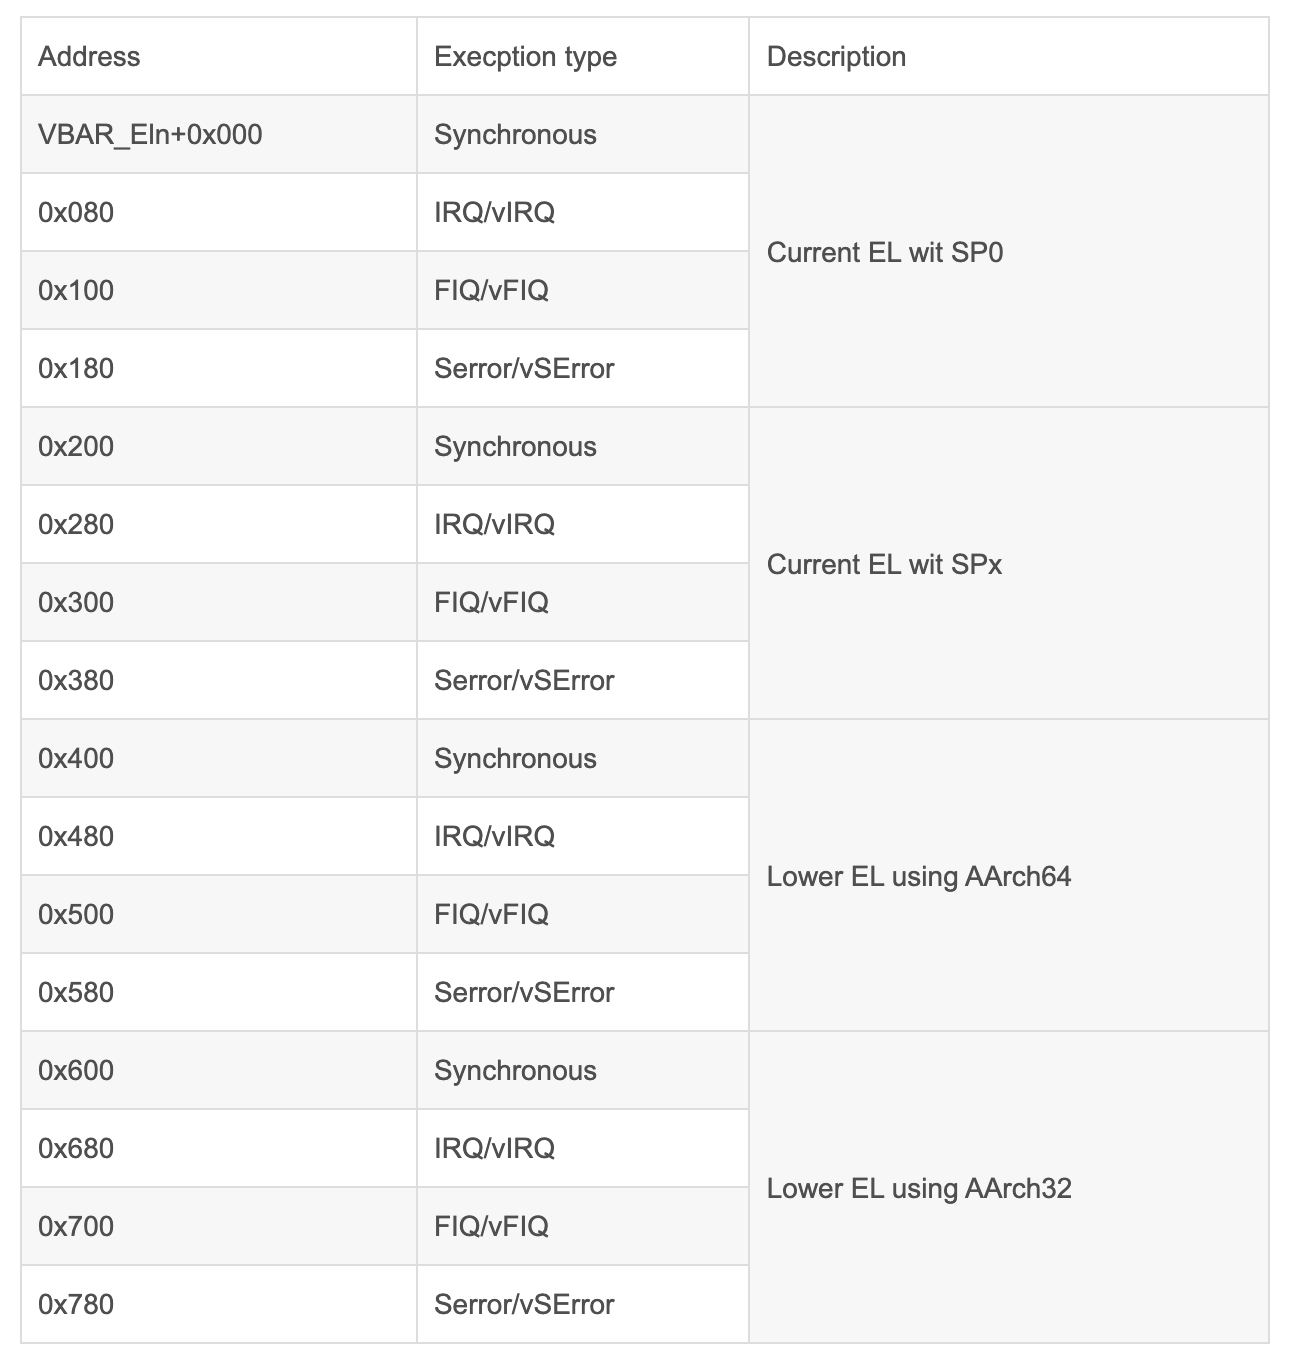 Address Execption type Description
VBAR_Eln+0x000 Synchronous
0x080 IRQ/vIRQ
Current EL wit SP0
0x100 FIQ/vFIQ
0x180 Serror/vSError
0x200 Synchronous
0x280 IRQ/vIRQ
Current EL wit SPx
0x300 FIQ/vFIQ
0x380 Serror/vSError
0x400 Synchronous
0x480 IRQ/vIRQ
Lower EL using AArch64
0x500 FIQ/vFIQ
0x580 Serror/vSError
0x600 Synchronous
0x680 IRQ/vIRQ
Lower EL using AArch32
0x700 FIQ/vFIQ
0x780 Serror/vSError